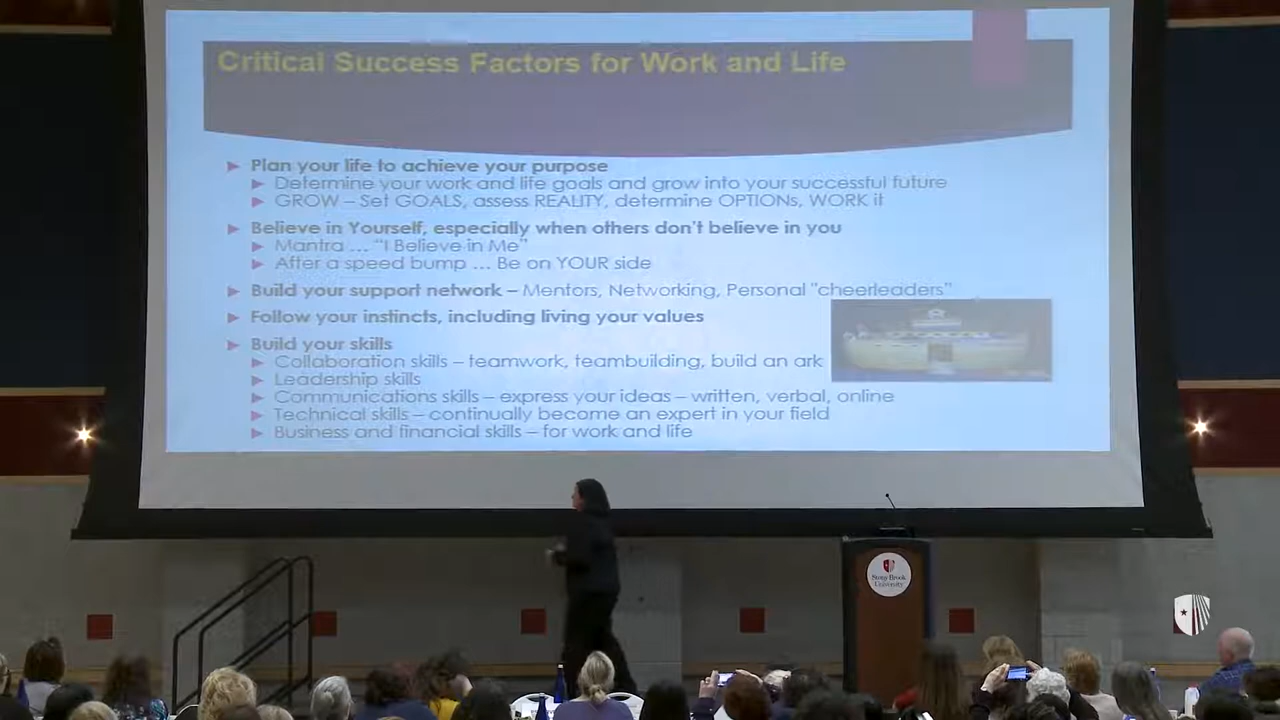 Critical Success Factors for Work and Life
Plan your life to achieve your purpose
Determine your work and life goals and grow into your successful future
GROW – Set GOALS, assess REALITY, determine OPTIONs, WORK it
Believe in Yourself, especially when others don't believe in you
Mantra ... "I Believe in Me"
After a speed bump ... Be on YOUR side
Build your support network – Mentors, Networking, Personal "cheerleaders"
Follow your instincts, including living your values
Build your skills
Collaboration skills – teamwork, teambuilding, build an ark
Leadership skills
Communications skills – express your ideas – written, verbal, online
Technical skills – continually become an expert in your field
Business and financial skills – for work and life
Stony Brook
University